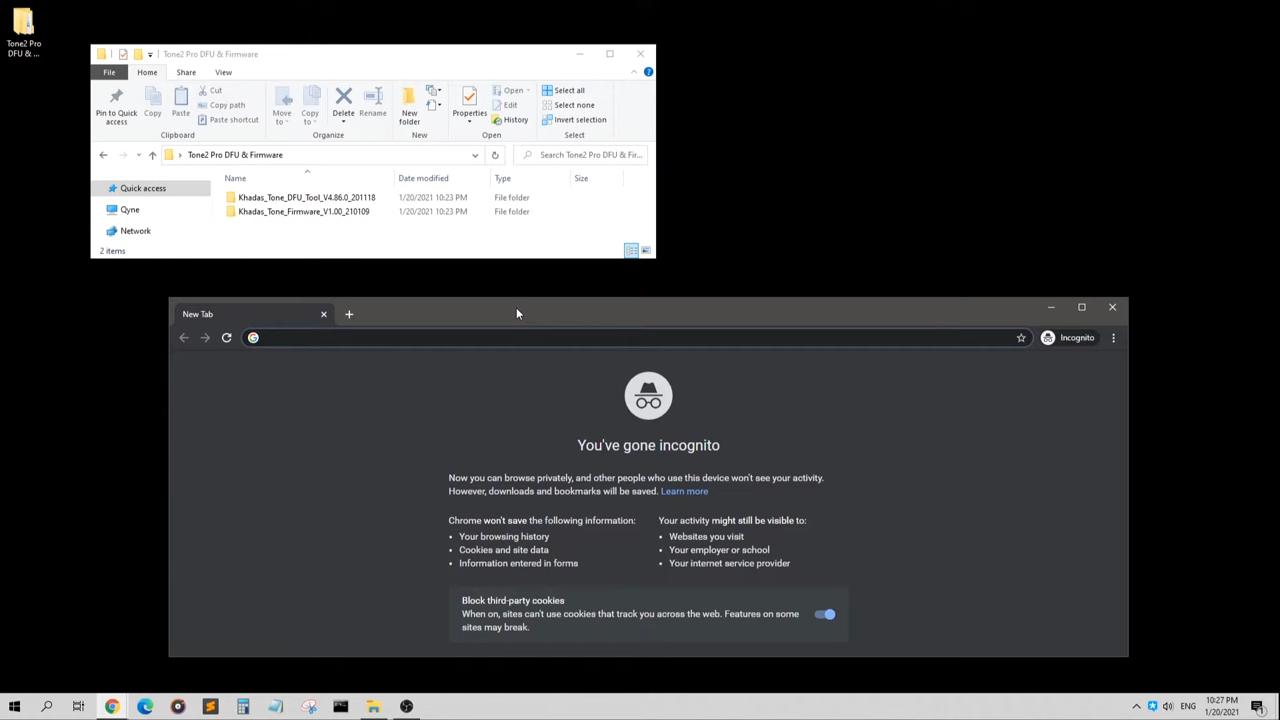 Tone2 Pro
DFU & ...
Tone2 Pro DFU & Firmware
File Home Share View
Pin to Quick access
Copy
Paste
Cut
Copy path
Paste shortcut
Clipboard
Move to
Copy to
Delete
Rename
Organize
New folder
New
Properties
Open
Edit
History
Open
Select all
Select none
Invert selection
Select
Tone2 Pro DFU & Firmware
Search Tone2 Pro DFU & Fir...
Quick access
Qyne
Network
Name Date modified Type Size
Khadas_Tone_DFU_Tool_V4.86.0_201118 1/20/2021 10:23 PM File folder
Khadas_Tone_Firmware_V1.00_210109 1/20/2021 10:23 PM File folder
2 items
New Tab
Incognito
You've gone incognito
Now you can browse privately, and other people who use this device won't see your activity.
However, downloads and bookmarks will be saved. Learn more
Chrome won't save the following information:
Your browsing history
Cookies and site data
Information entered in forms
Your activity might still be visible to:
Websites you visit
Your employer or school
Your internet service provider
Block third-party cookies
When on, sites can't use cookies that track you across the web. Features on some
sites may break.
ENG
10:27 PM
1/20/2021
1